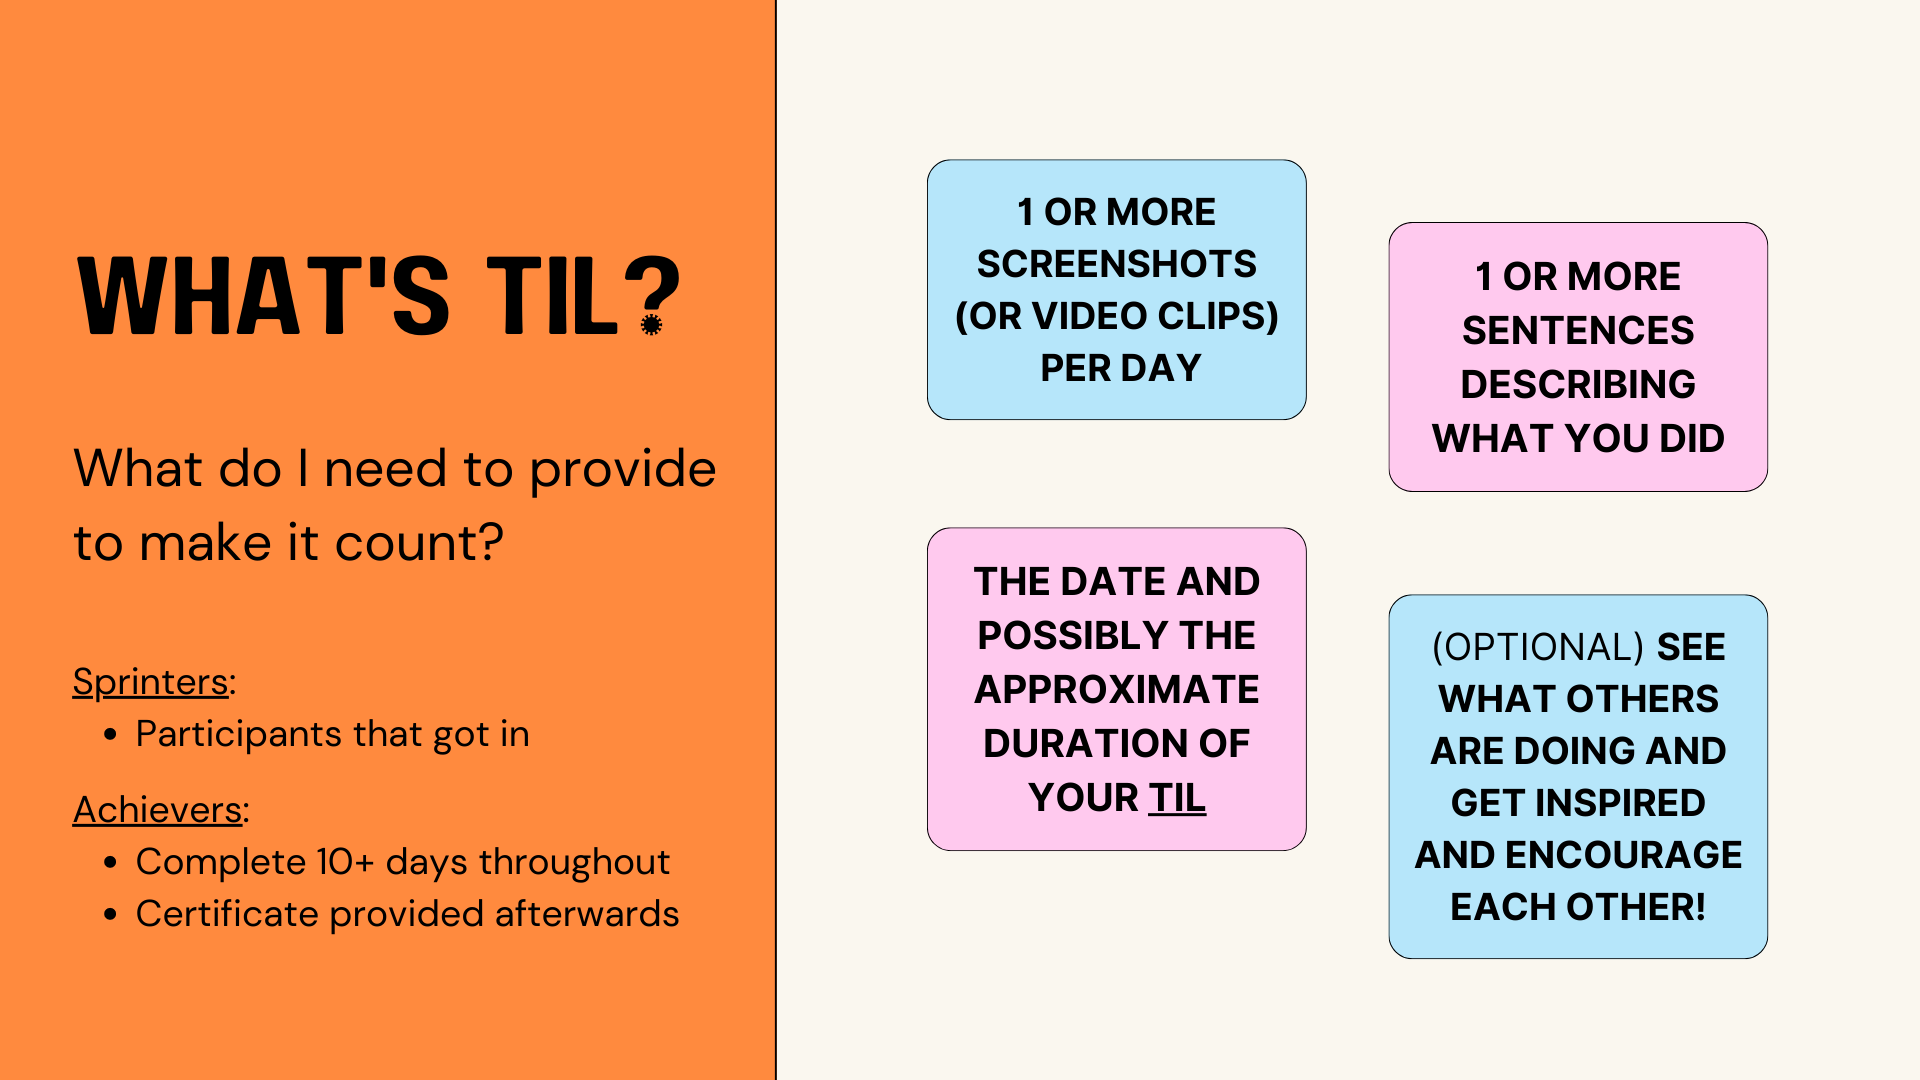 WHAT'S TIL?
What do I need to provide
to make it count?
Sprinters:
• Participants that got in
Achievers:
• Complete 10+ days throughout
• Certificate provided afterwards
1 OR MORE
SCREENSHOTS
(OR VIDEO CLIPS)
PER DAY
1 OR MORE
SENTENCES
DESCRIBING
WHAT YOU DID
THE DATE AND
POSSIBLY THE
APPROXIMATE
DURATION OF
YOUR TIL
(OPTIONAL) SEE
WHAT OTHERS
ARE DOING AND
GET INSPIRED
AND ENCOURAGE
EACH OTHER!